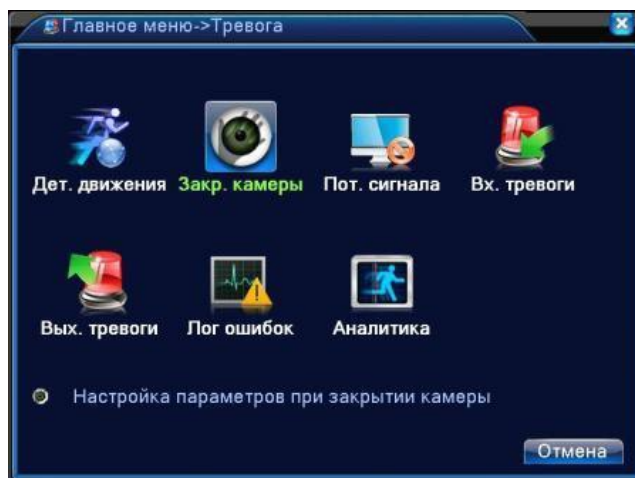 Главное меню->Тревога
Дет. движения Закр. камеры Пот. сигнала Вх. тревоги
Вых. тревоги Лог ошибок Аналитика
Настройка параметров при закрытии камеры
Отмена